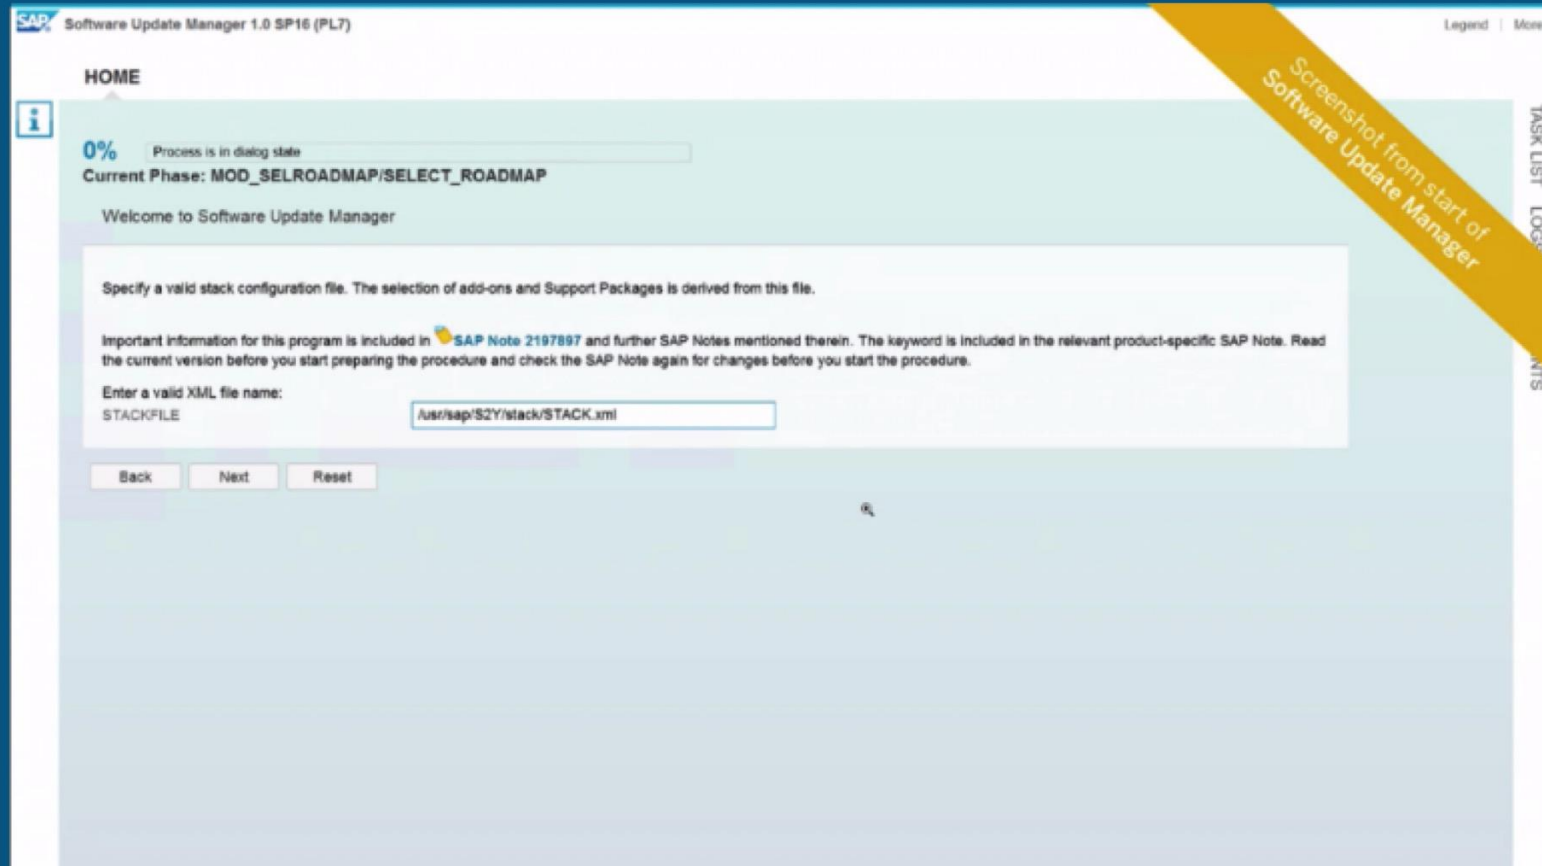 SAP Software Update Manager 1.0 SP16 (PL7)
Legend | More
HOME
i
0% Process is in dialog state
Current Phase: MOD_SELROADMAP/SELECT_ROADMAP
Welcome to Software Update Manager
Specify a valid stack configuration file. The selection of add-ons and Support Packages is derived from this file.
Important information for this program is included in SAP Note 2197897 and further SAP Notes mentioned therein. The keyword is included in the relevant product-specific SAP Note. Read
the current version before you start preparing the procedure and check the SAP Note again for changes before you start the procedure.
Enter a valid XML file name:
STACKFILE /usr/sap/S2Y/stack/STACK.xml
Back Next Reset
Screenshot from start of
Software Update Manager
TASK LIST